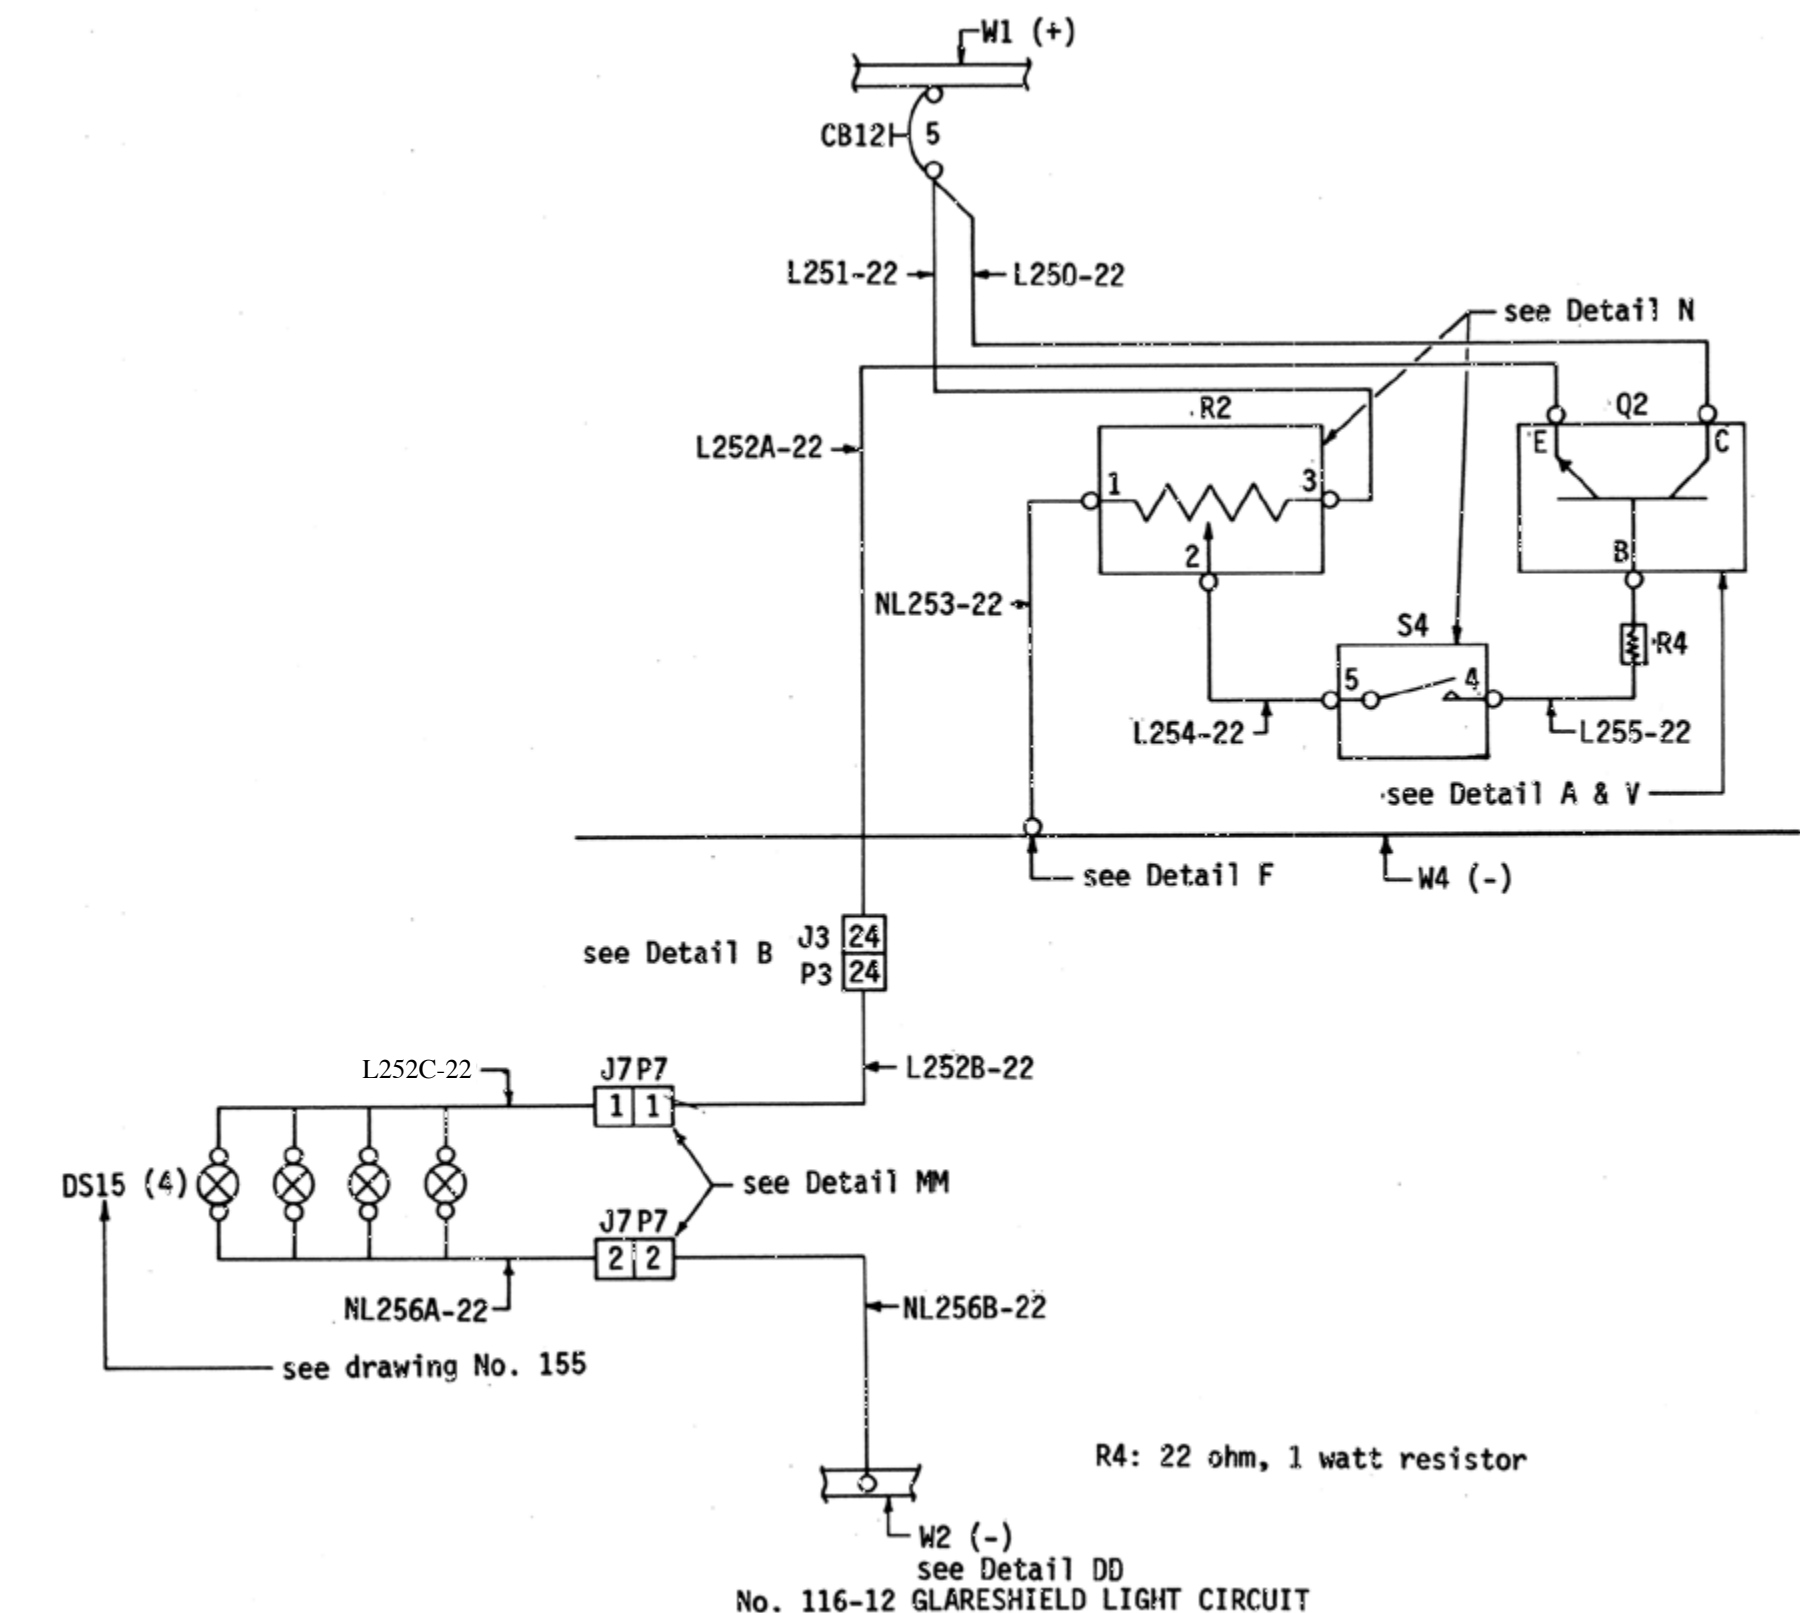 W1 (+)
CB12
5
L251-22
L250-22
see Detail N
R2
Q2
L252A-22
E
C
1
3
2
B
NL253-22
S4
R4
5
4
L254-22
L255-22
see Detail A & V
see Detail F
W4 (-)
see Detail B
J3
24
P3
24
L252C-22
J7 P7
L252B-22
1 1
DS15 (4)
see Detail MM
J7 P7
2 2
NL256A-22
NL256B-22
see drawing No. 155
R4: 22 ohm, 1 watt resistor
W2 (-)
see Detail DD
No. 116-12 GLARESHIELD LIGHT CIRCUIT